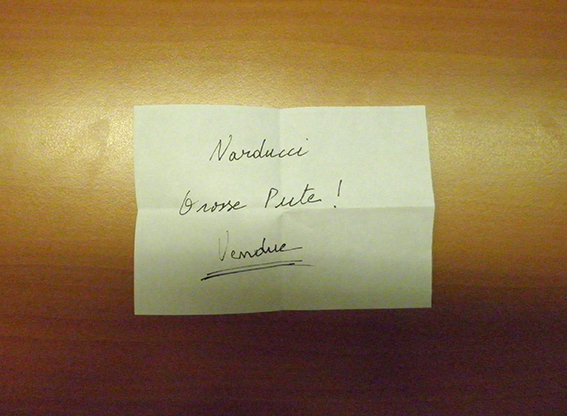 Narducci
Grosse Pute !
Vendue